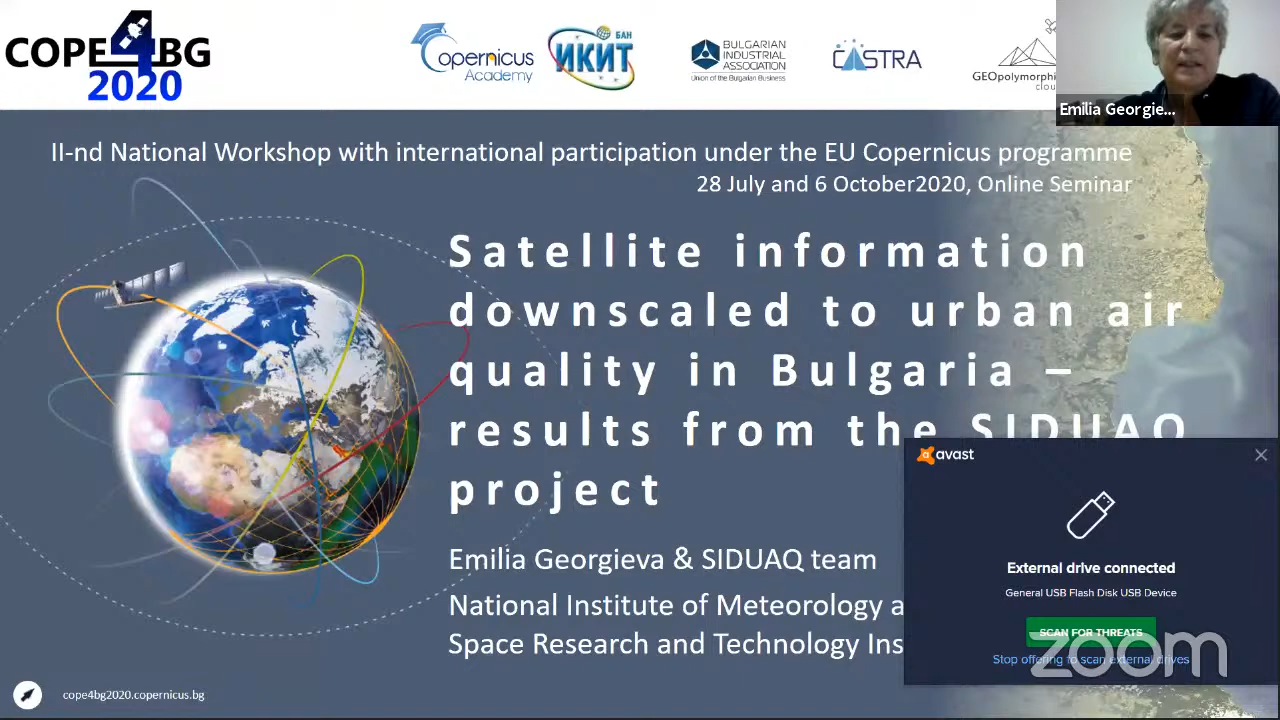 COPE4BG
2020
Copernicus
Academy
ИКИТ
БАН
BULGARIAN
INDUSTRIAL
ASSOCIATION
Union of the Bulgarian Business
CASTRA
GEOpolymorphi
clou
Emilia Georgie...
II-nd National Workshop with international participation under the EU Copernicus programme
28 July and 6 October2020, Online Seminar
Satellite information
downscaled to urban air
quality in Bulgaria –
results from the SIDUAQ
project
Emilia Georgieva & SIDUAQ team
National Institute of Meteorology a
Space Research and Technology Ins
cope4bg2020.copernicus.bg
avast
External drive connected
General USB Flash Disk USB Device
SCAN FOR THREATS
Stop offering to scan external drives
zoom